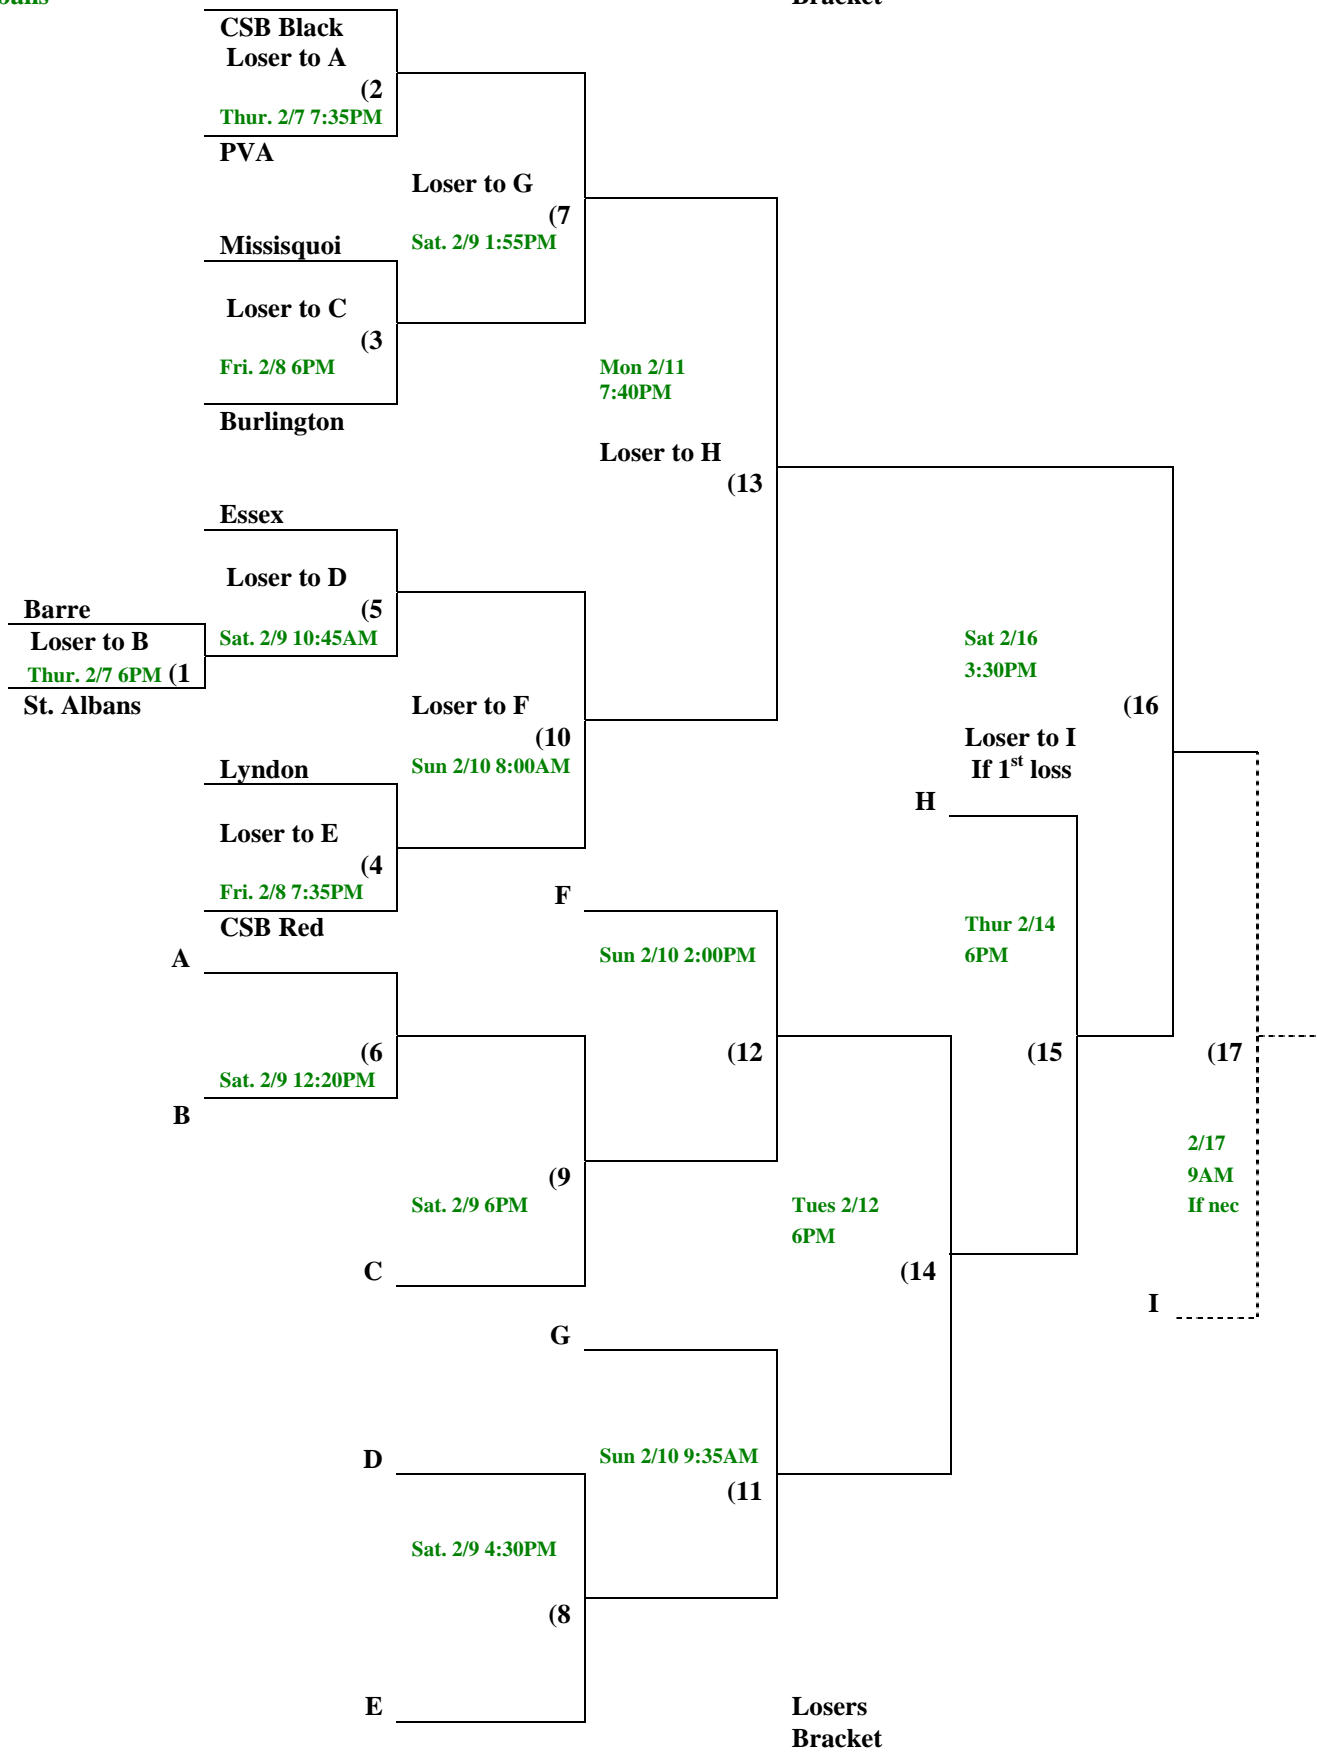 Bracket
CSB Black
Loser to A
(2
Thur. 2/7 7:35PM
PVA
Loser to G
(7
Sat. 2/9 1:55PM
Missisquoi
Loser to C
(3
Fri. 2/8 6PM
Burlington
Mon 2/11
7:40PM
Loser to H
(13
Essex
Loser to D
(5
Sat. 2/9 10:45AM
Barre
Loser to B
Thur. 2/7 6PM (1
St. Albans
Loser to F
(10
Sun 2/10 8:00AM
Sat 2/16
3:30PM
(16
Loser to I
If 1st loss
Lyndon
Loser to E
(4
Fri. 2/8 7:35PM
CSB Red
H
F
Sun 2/10 2:00PM
Thur 2/14
6PM
A
(6
Sat. 2/9 12:20PM
B
(12
(15
(17
2/17
9AM
If nec
(9
Sat. 2/9 6PM
C
Tues 2/12
6PM
(14
I
G
D
Sun 2/10 9:35AM
(11
Sat. 2/9 4:30PM
(8
E
Losers
Bracket